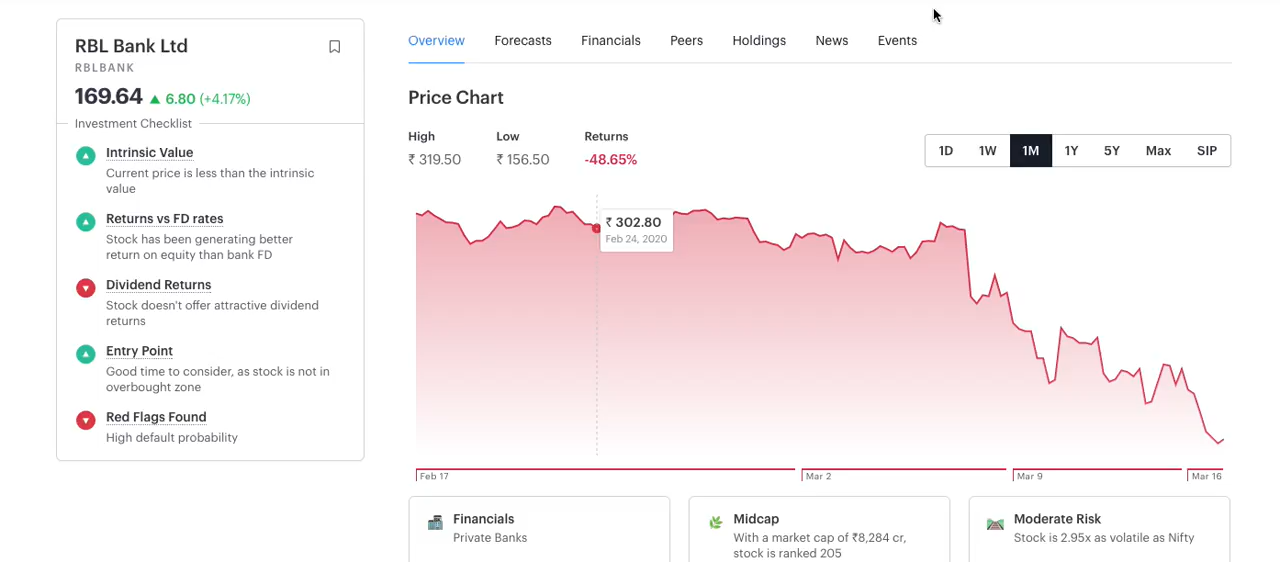 RBL Bank Ltd
RBLBANK
169.64 ▲ 6.80 (+4.17%)
Investment Checklist
Intrinsic Value
Current price is less than the intrinsic
value
Returns vs FD rates
Stock has been generating better
return on equity than bank FD
Dividend Returns
Stock doesn't offer attractive dividend
returns
Entry Point
Good time to consider, as stock is not in
overbought zone
Red Flags Found
High default probability
Overview Forecasts Financials Peers Holdings News Events
Price Chart
High Low Returns
₹ 319.50 ₹ 156.50 -48.65%
1D 1W 1M 1Y 5Y Max SIP
₹ 302.80
Feb 24, 2020
Feb 17 Mar 2 Mar 9 Mar 16
Financials
Private Banks
Midcap
With a market cap of ₹8,284 cr,
stock is ranked 205
Moderate Risk
Stock is 2.95x as volatile as Nifty